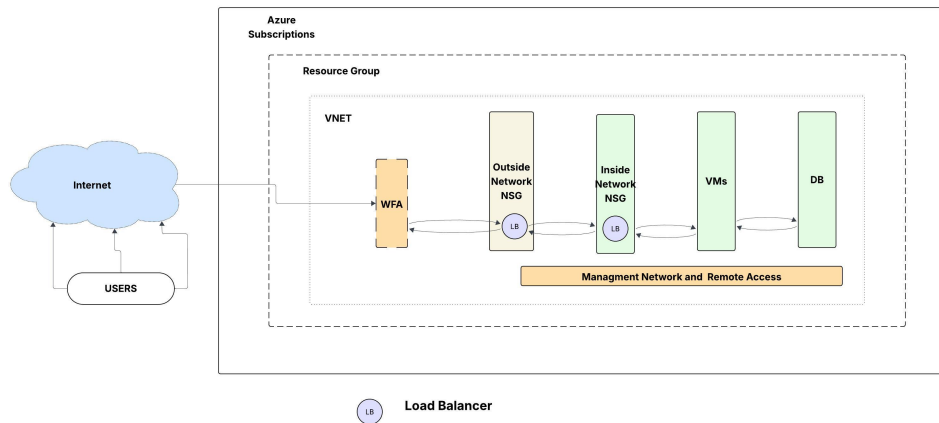 Azure
Subscriptions
Resource Group
VNET
Internet
USERS
WFA
Outside
Network
NSG
LB
Inside
Network
NSG
LB
VMs
DB
Managment Network and Remote Access
LB
Load Balancer